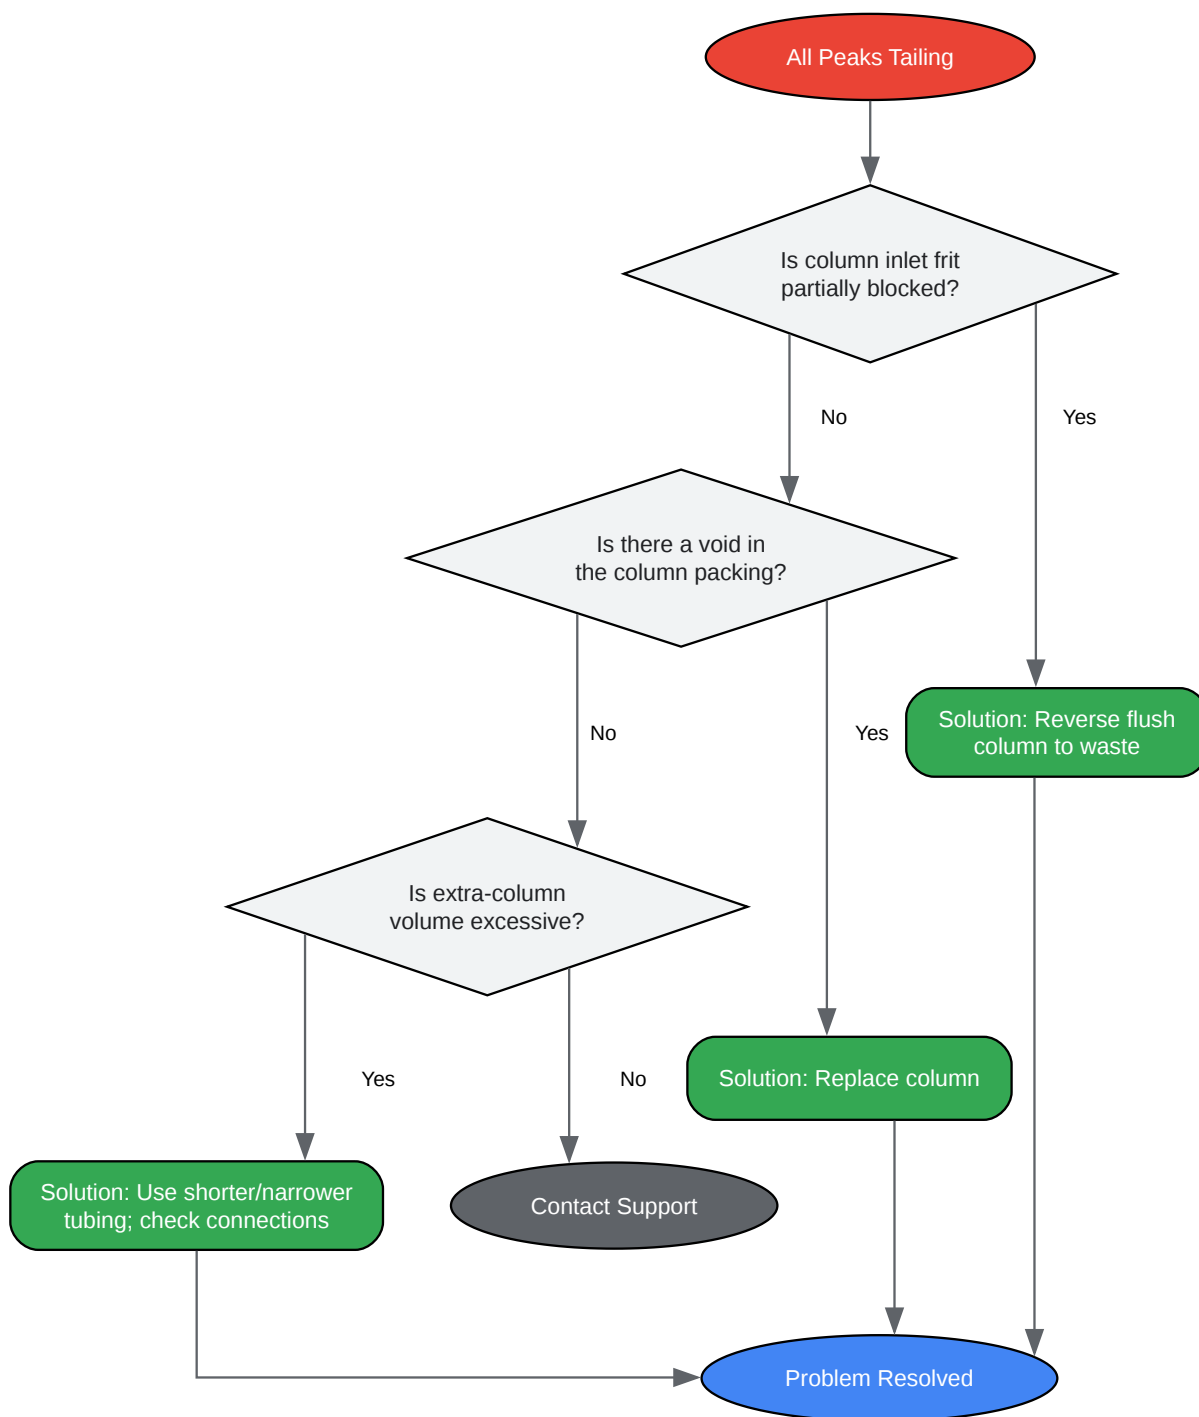 All Peaks Tailing
Is column inlet frit
partially blocked?
No
Yes
Is there a void in
the column packing?
No
Yes
Solution: Reverse flush
column to waste
Is extra-column
volume excessive?
Yes
No
Solution: Replace column
Solution: Use shorter/narrower
tubing; check connections
Contact Support
Problem Resolved